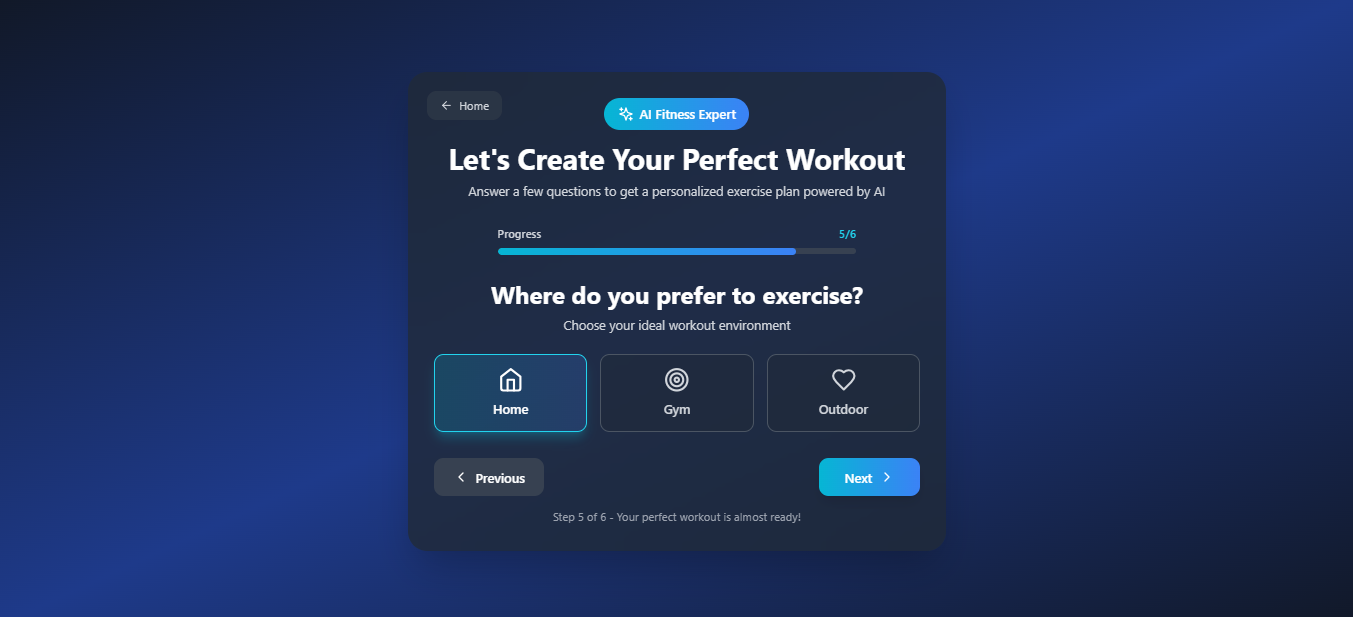 Home
AI Fitness Expert
Let's Create Your Perfect Workout
Answer a few questions to get a personalized exercise plan powered by AI
Progress 5/6
Where do you prefer to exercise?
Choose your ideal workout environment
Home Gym Outdoor
Previous Next
Step 5 of 6 - Your perfect workout is almost ready!